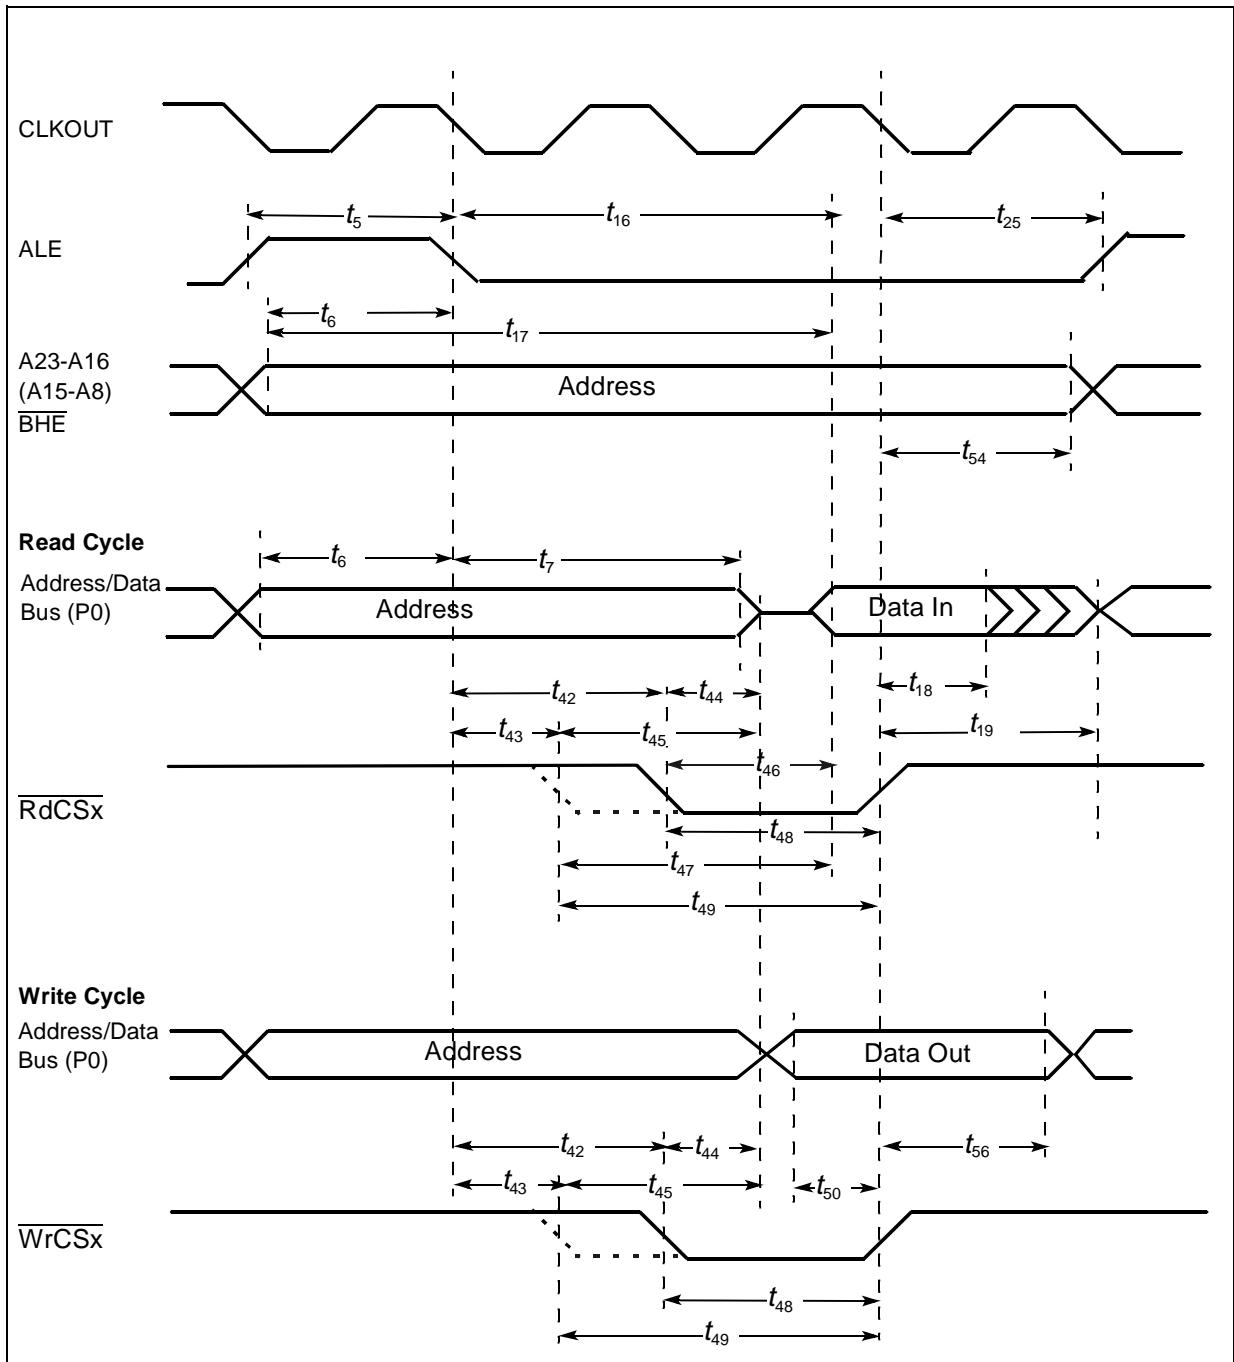 CLKOUT
t5
t16
t25
ALE
t6
t17
A23-A16
(A15-A8)
BHE
Address
t54
Read Cycle
t6
t7
Address/Data
Bus (P0)
Address
Data In
t42
t44
t18
t43
t45
t19
t46
RdCSx
t48
t47
t49
Write Cycle
Address/Data
Bus (P0)
Address
Data Out
t42
t44
t56
t43
t45
t50
WrCSx
t48
t49